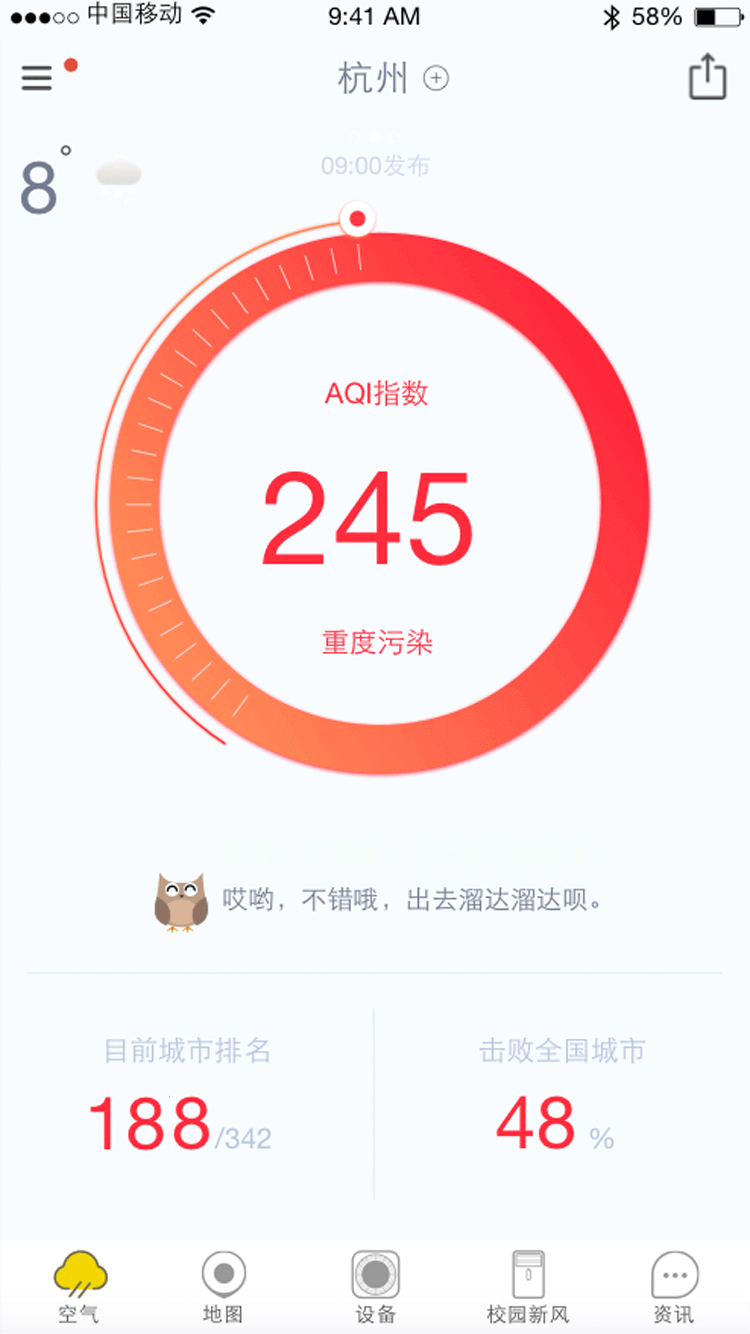 中国移动 9:41 AM 58%
杭州
8° 09:00发布
AQI指数
245
重度污染
哎哟，不错哦，出去溜达溜达呗。
目前城市排名 击败全国城市
188/342 48 %
空气 地图 设备 校园新风 资讯